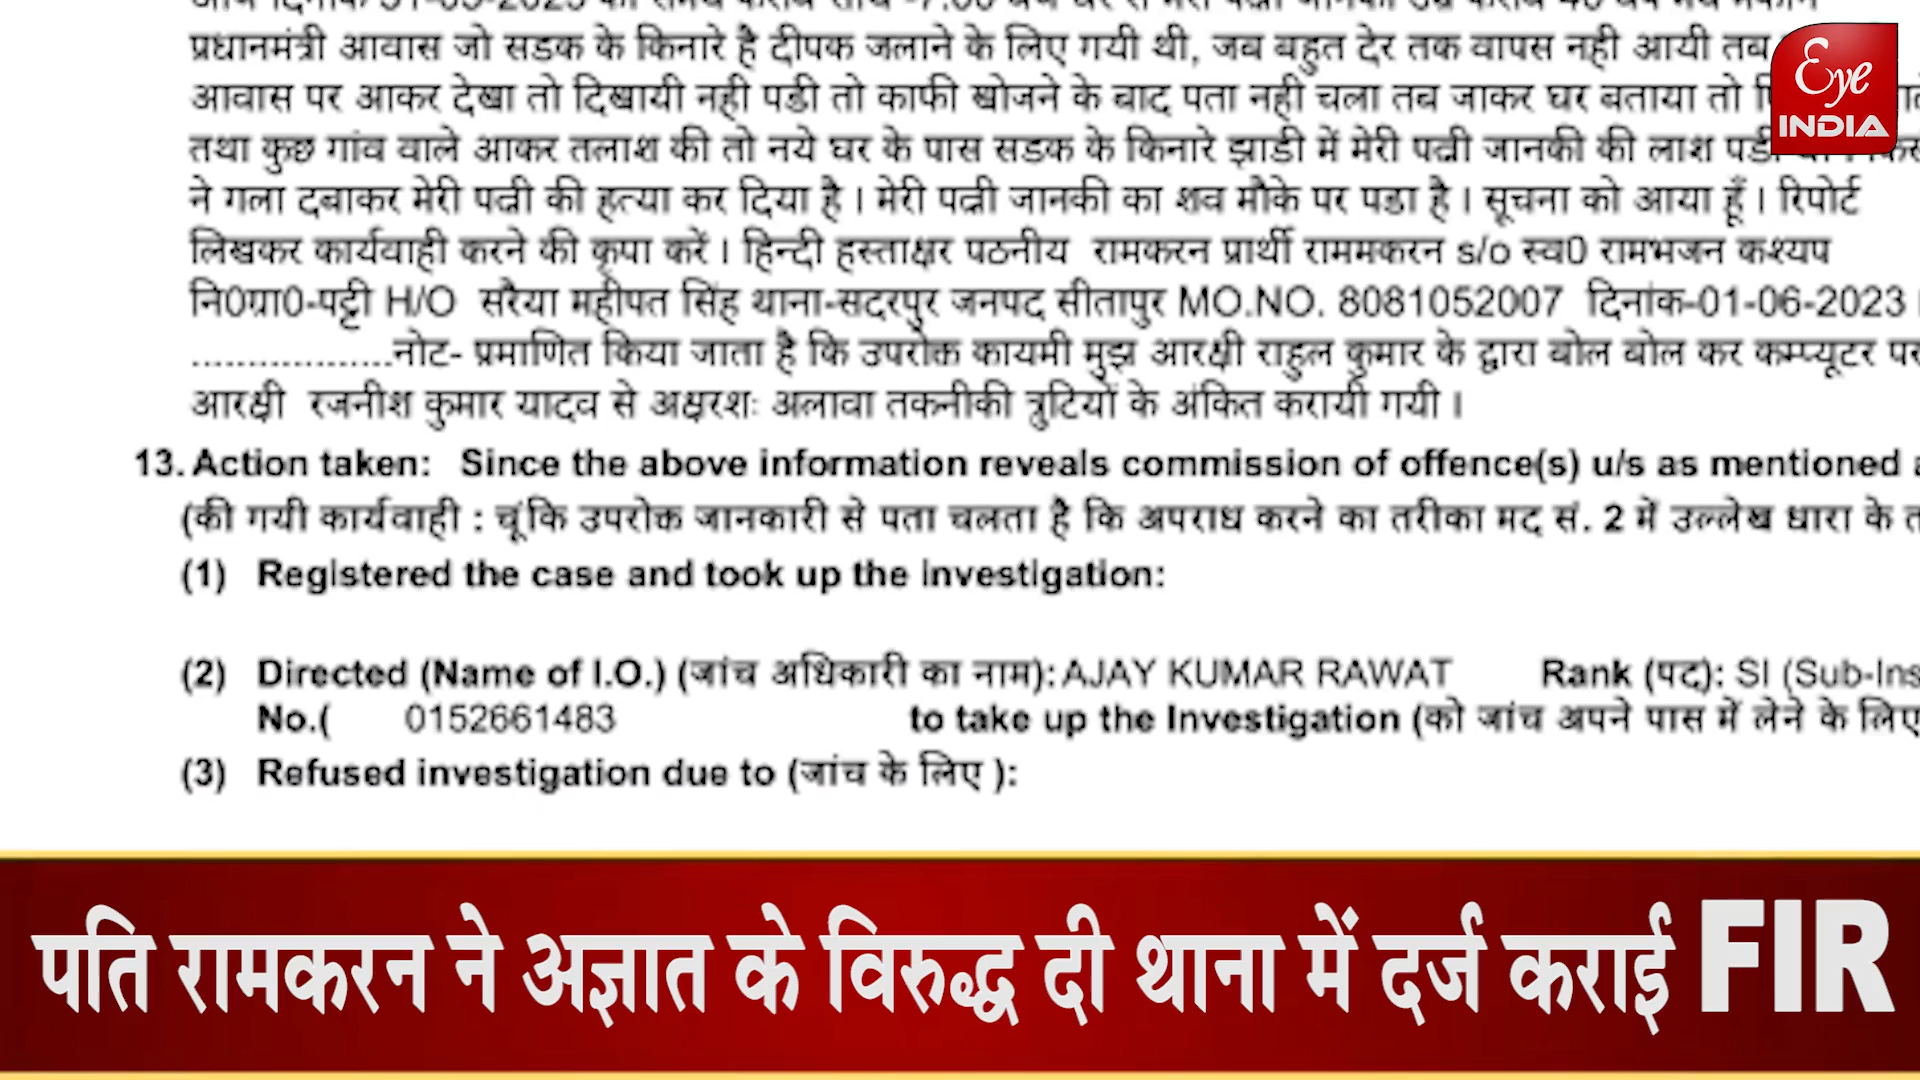 प्रधानमंत्री आवास जो सडक के किनारे है दीपक जलाने के लिए गयी थी, जब बहुत देर तक वापस नही आयी तब
आवास पर आकर देखा तो दिखायी नही पडी तो काफी खोजने के बाद पता नही चला तब जाकर घर बताया तो
तथा कुछ गांव वाले आकर तलाश की तो नये घर के पास सडक के किनारे झाडी में मेरी पत्नी जानकी की लाश पडी
ने गला दबाकर मेरी पत्नी की हत्या कर दिया है । मेरी पत्नी जानकी का शव मौके पर पडा है । सूचना को आया हूँ । रिपोर्ट
लिखकर कार्यवाही करने की कृपा करें । हिन्दी हस्ताक्षर पठनीय रामकरन प्रार्थी राममकरन s/o स्व0 रामभजन कश्यप
नि0ग्रा0-पट्टी H/O सरैया महीपत सिंह थाना-सदरपुर जनपद सीतापुर MO.NO. 8081052007 दिनांक-01-06-2023
..................नोट- प्रमाणित किया जाता है कि उपरोक्त कायमी मुझ आरक्षी राहुल कुमार के द्वारा बोल बोल कर कम्प्यूटर पर
आरक्षी रजनीश कुमार यादव से अक्षरशः अलावा तकनीकी त्रुटियों के अंकित करायी गयी ।
13. Action taken: Since the above information reveals commission of offence(s) u/s as mentioned
(की गयी कार्यवाही : चूंकि उपरोक्त जानकारी से पता चलता है कि अपराध करने का तरीका मद सं. 2 में उल्लेख धारा के
(1) Registered the case and took up the investigation:
(2) Directed (Name of I.O.) (जांच अधिकारी का नाम): AJAY KUMAR RAWAT Rank (पद): SI (Sub-Ins
No.( 0152661483 to take up the Investigation (को जांच अपने पास में लेने के लिए
(3) Refused investigation due to (जांच के लिए ):
Eye
INDIA
पति रामकरन ने अज्ञात के विरुद्ध दी थाना में दर्ज कराई FIR